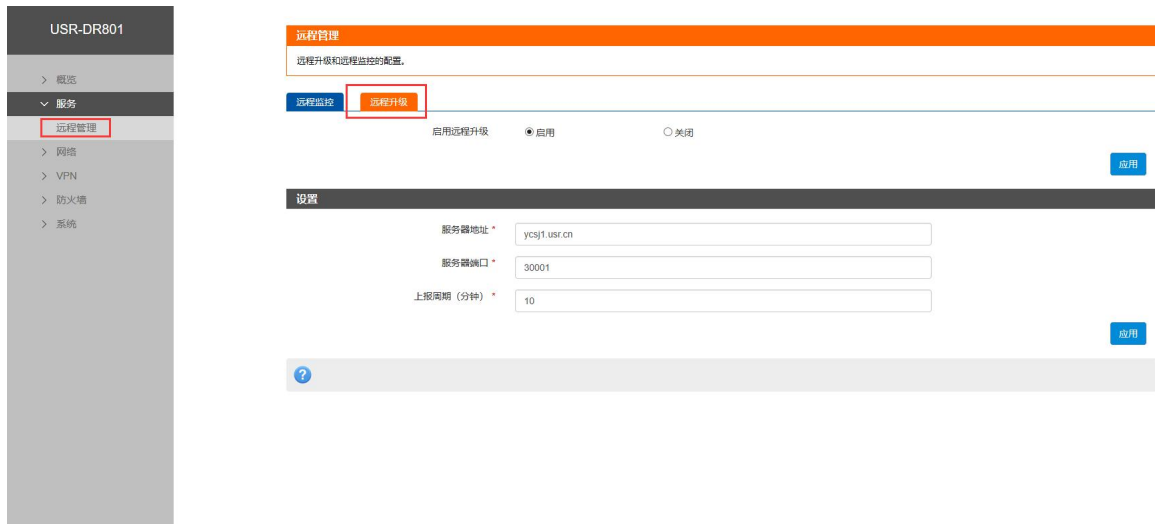 USR-DR801
概览
服务
远程管理
网络
VPN
防火墙
系统
远程管理
远程升级和远程监控的配置。
远程监控 远程升级
启用远程升级 启用 关闭
应用
设置
服务器地址 * ycsj1.usr.cn
服务器端口 * 30001
上报周期（分钟） * 10
应用